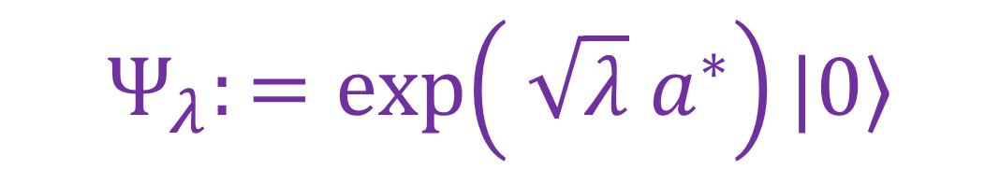 Ψ_λ := exp(√λ a*) |0⟩